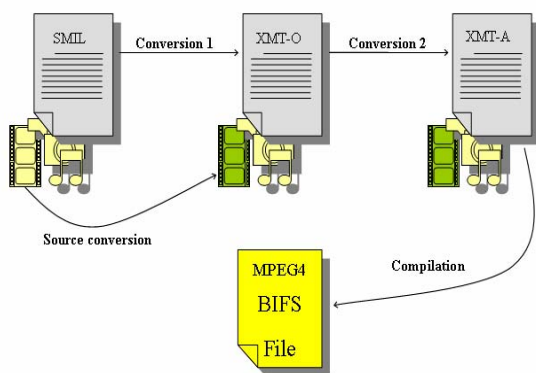 SMIL
Conversion 1
XMT-O
Conversion 2
XMT-A
Source conversion
MPEG4
BIFS
File
Compilation